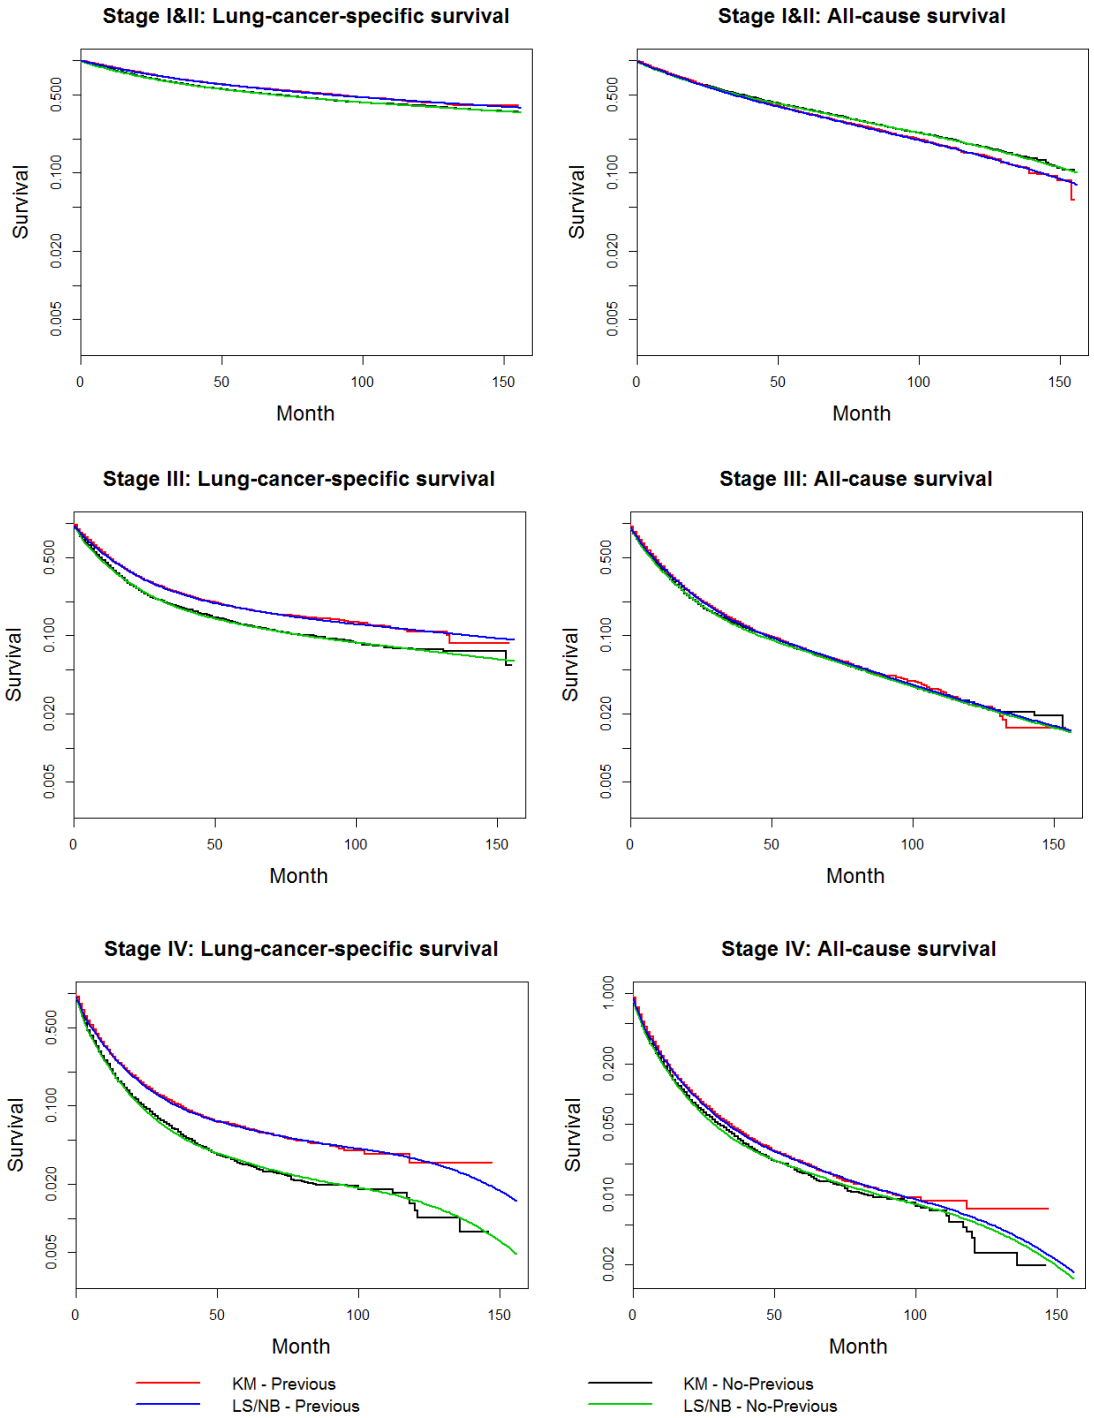 Stage I&II: Lung-cancer-specific survival
Survival
0.500
0.100
0.020
0.005
0 50 100 150
Month
Stage I&II: All-cause survival
Survival
0.500
0.100
0.020
0.005
0 50 100 150
Month
Stage III: Lung-cancer-specific survival
Survival
0.500
0.100
0.020
0.005
0 50 100 150
Month
Stage III: All-cause survival
Survival
0.500
0.100
0.020
0.005
0 50 100 150
Month
Stage IV: Lung-cancer-specific survival
Survival
0.500
0.100
0.020
0.005
0 50 100 150
Month
Stage IV: All-cause survival
Survival
1.000
0.200
0.050
0.010
0.002
0 50 100 150
Month
KM - Previous
LS/NB - Previous
KM - No-Previous
LS/NB - No-Previous